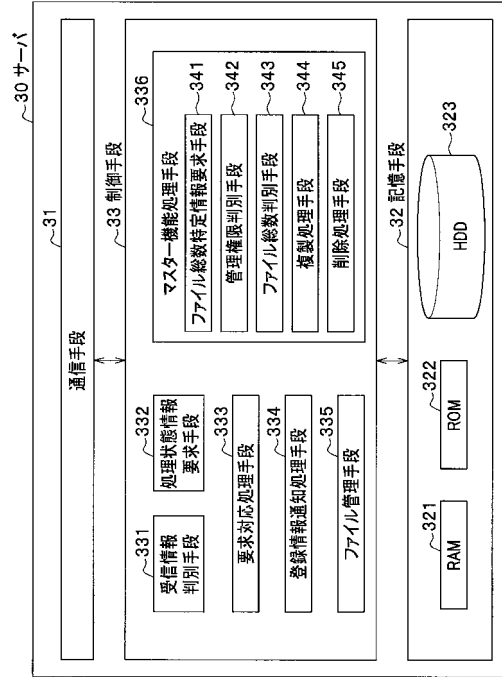 30 サーバ
31
通信手段
33 制御手段
331
受信情報
判別手段
332
処理状態情報
要求手段
333
要求対応処理手段
334
登録情報通知処理手段
335
ファイル管理手段
336
マスター機能処理手段
ファイル総数特定情報要求手段
341
管理権限判別手段
342
ファイル総数判別手段
343
複製処理手段
344
削除処理手段
345
32 記憶手段
321
RAM
322
ROM
323
HDD